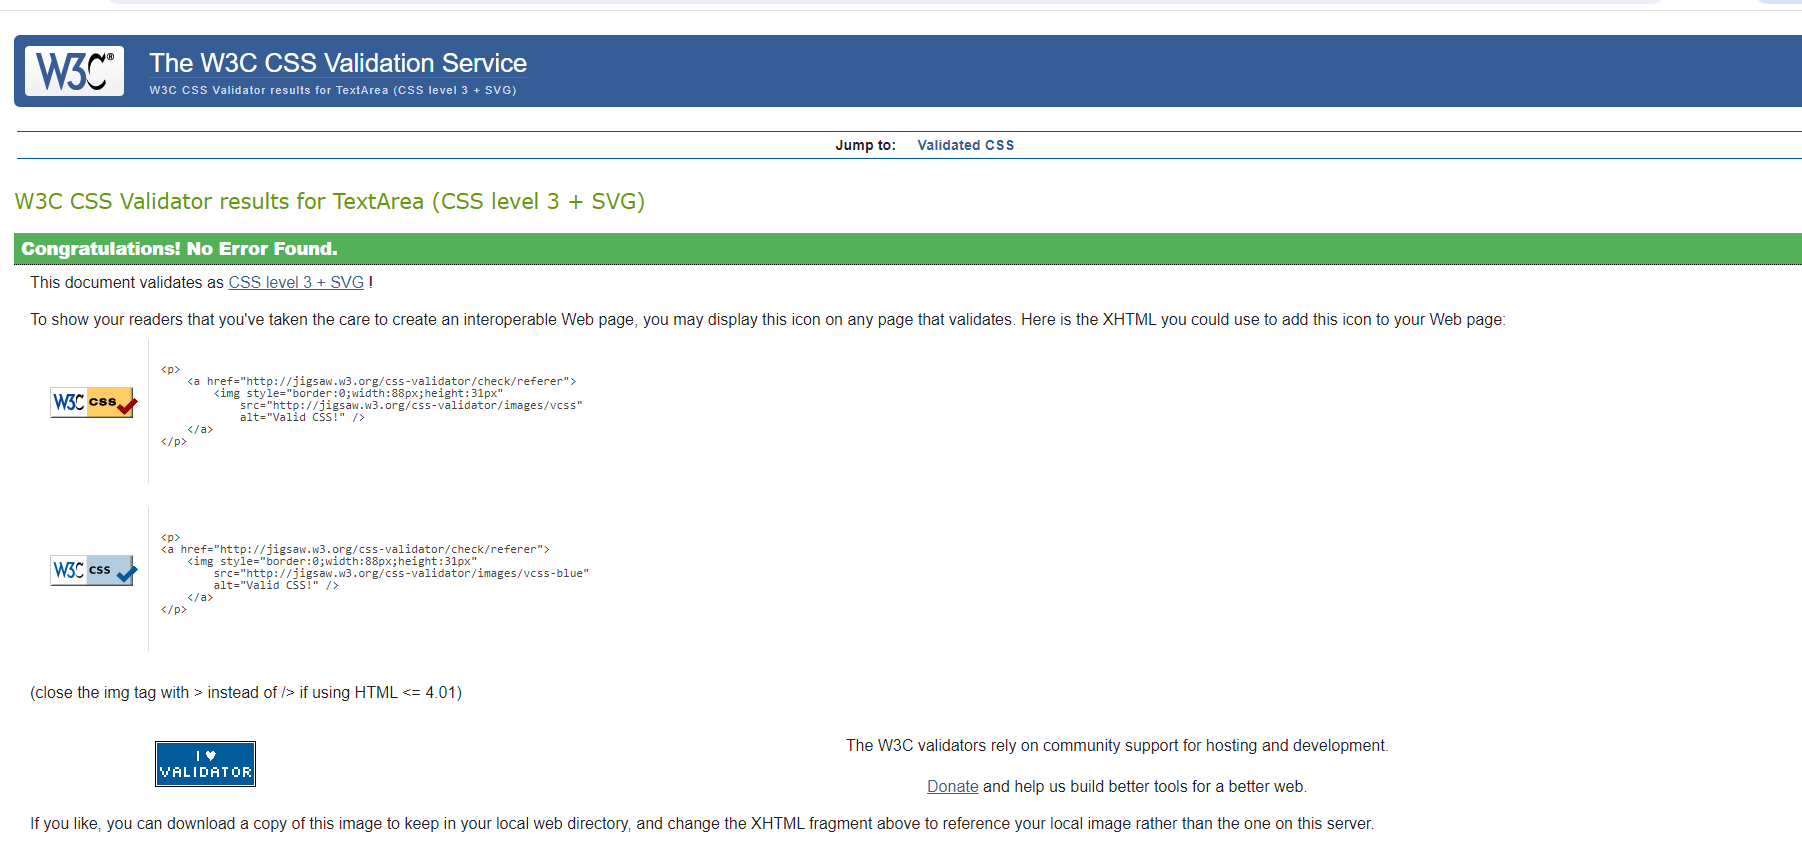 W3C®
The W3C CSS Validation Service
W3C CSS Validator results for TextArea (CSS level 3 + SVG)
Jump to: Validated CSS
W3C CSS Validator results for TextArea (CSS level 3 + SVG)
Congratulations! No Error Found.
This document validates as CSS level 3 + SVG !
To show your readers that you've taken the care to create an interoperable Web page, you may display this icon on any page that validates. Here is the XHTML you could use to add this icon to your Web page:
W3C css
<p>
<a href="http://jigsaw.w3.org/css-validator/check/referer">
<img style="border:0;width:88px;height:31px"
src="http://jigsaw.w3.org/css-validator/images/vcss"
alt="Valid CSS!" />
</a>
</p>
W3C css
<p>
<a href="http://jigsaw.w3.org/css-validator/check/referer">
<img style="border:0;width:88px;height:31px"
src="http://jigsaw.w3.org/css-validator/images/vcss-blue"
alt="Valid CSS!" />
</a>
</p>
(close the img tag with > instead of /> if using HTML <= 4.01)
I ♥
VALIDATOR
The W3C validators rely on community support for hosting and development.
Donate and help us build better tools for a better web.
If you like, you can download a copy of this image to keep in your local web directory, and change the XHTML fragment above to reference your local image rather than the one on this server.